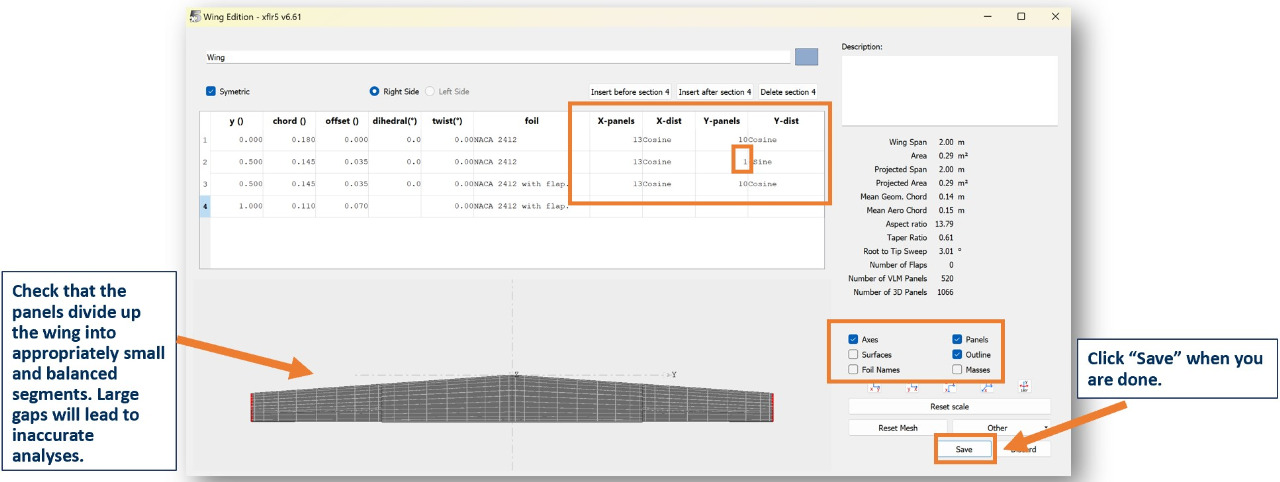 Wing Edition - xflr5 v6.61
Wing
Symetric
Right Side
Left Side
Insert before section 4
Insert after section 4
Delete section 4
y () chord () offset () dihedral(°) twist(°) foil X-panels X-dist Y-panels Y-dist
1 0.000 0.180 0.000 0.0 0.00 NACA 2412 13 Cosine 10 Cosine
2 0.500 0.145 0.035 0.0 0.00 NACA 2412 13 Cosine 1
3 0.500 0.145 0.035 0.0 0.00 NACA 2412 with flap. 13 Cosine 10 Cosine
4 1.000 0.110 0.070 0.00 NACA 2412 with flap.
Description:
Wing Span 2.00 m
Area 0.29 m²
Projected Span 2.00 m
Projected Area 0.29 m²
Mean Geom. Chord 0.14 m
Mean Aero Chord 0.15 m
Aspect ratio 13.79
Taper Ratio 0.61
Root to Tip Sweep 3.01 °
Number of Flaps 0
Number of VLM Panels 520
Number of 3D Panels 1066
Check that the
panels divide up
the wing into
appropriately small
and balanced
segments. Large
gaps will lead to
inaccurate
analyses.
X
Y
Axes Panels
Surfaces Outline
Foil Names Masses
Reset scale
Reset Mesh Other
Save
Click “Save” when you
are done.